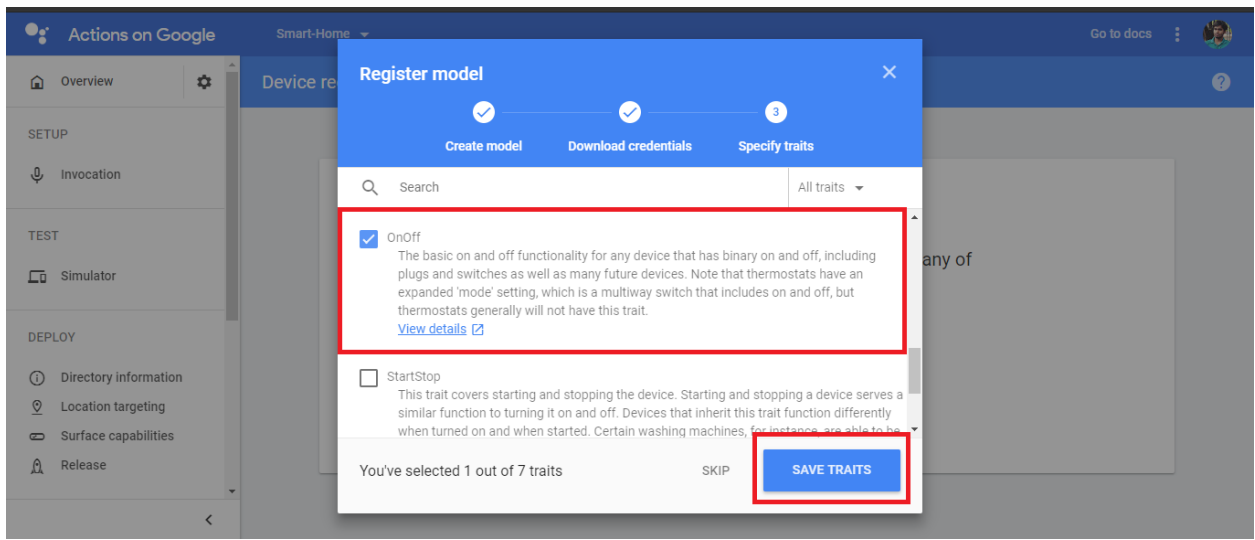 Actions on Google
Smart-Home
Go to docs
Overview
Device re
?
SETUP
Invocation
TEST
Simulator
DEPLOY
Directory information
Location targeting
Surface capabilities
Release
Register model
3
Create model
Download credentials
Specify traits
Search
All traits
OnOff
The basic on and off functionality for any device that has binary on and off, including
plugs and switches as well as many future devices. Note that thermostats have an
expanded 'mode' setting, which is a multiway switch that includes on and off, but
thermostats generally will not have this trait.
View details
StartStop
This trait covers starting and stopping the device. Starting and stopping a device serves a
similar function to turning it on and off. Devices that inherit this trait function differently
when turned on and when started. Certain washing machines, for instance, are able to be
You've selected 1 out of 7 traits
SKIP
SAVE TRAITS
any of